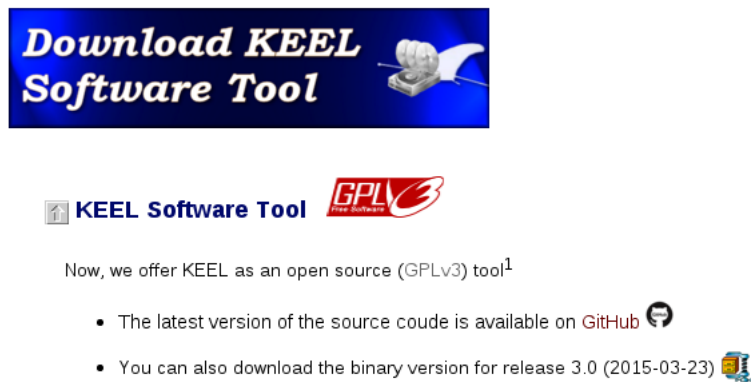 Download KEEL
Software Tool
KEEL Software Tool GPLv3
Free Software
Now, we offer KEEL as an open source (GPLv3) tool1
The latest version of the source coude is available on GitHub
You can also download the binary version for release 3.0 (2015-03-23)